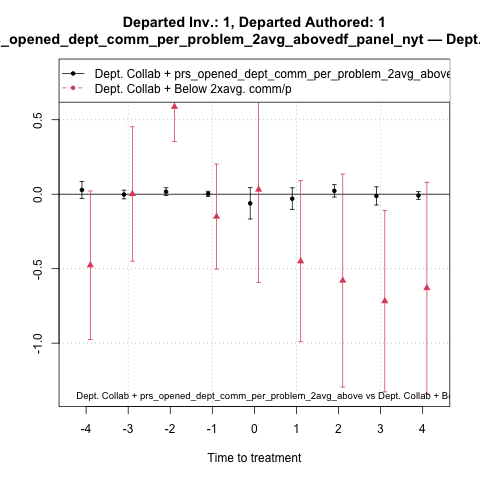 Departed Inv.: 1, Departed Authored: 1
s_opened_dept_comm_per_problem_2avg_abovedf_panel_nyt — Dept.
Dept. Collab + prs_opened_dept_comm_per_problem_2avg_above
Dept. Collab + Below 2xavg. comm/p
0.5
0.0
-0.5
-1.0
Dept. Collab + prs_opened_dept_comm_per_problem_2avg_above vs Dept. Collab + Be
-4 -3 -2 -1 0 1 2 3 4
Time to treatment